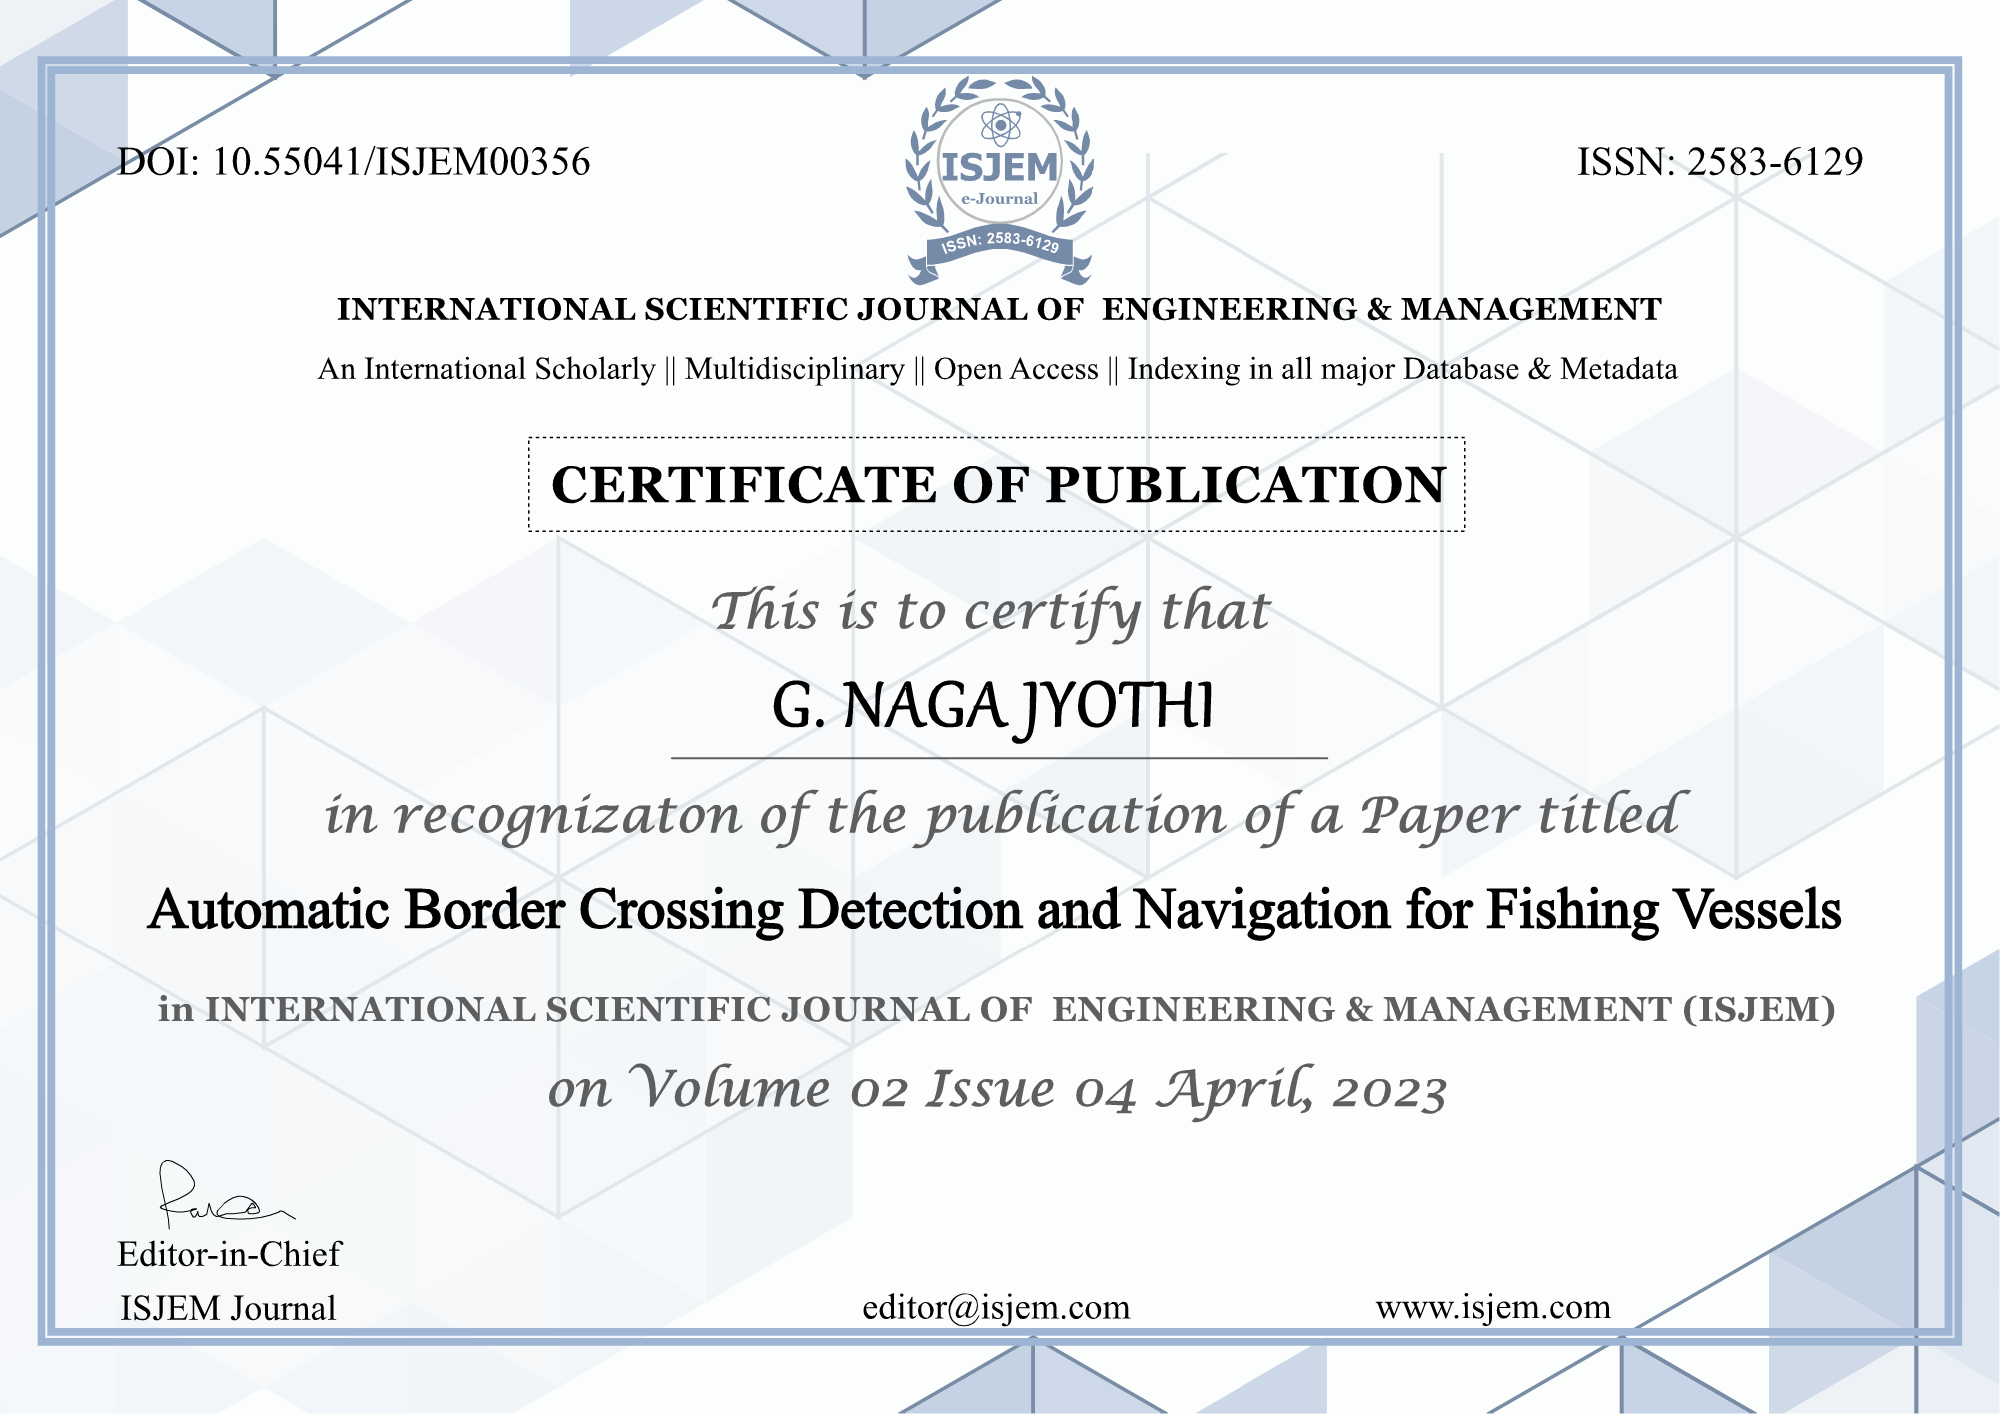 DOI: 10.55041/ISJEM00356
ISJEM
e-Journal
ISSN: 2583-6129
ISSN: 2583-6129
INTERNATIONAL SCIENTIFIC JOURNAL OF ENGINEERING & MANAGEMENT
An International Scholarly || Multidisciplinary || Open Access || Indexing in all major Database & Metadata
CERTIFICATE OF PUBLICATION
This is to certify that
G. NAGA JYOTHI
in recognizaton of the publication of a Paper titled
Automatic Border Crossing Detection and Navigation for Fishing Vessels
in INTERNATIONAL SCIENTIFIC JOURNAL OF ENGINEERING & MANAGEMENT (ISJEM)
on Volume 02 Issue 04 April, 2023
Editor-in-Chief
ISJEM Journal
editor@isjem.com
www.isjem.com